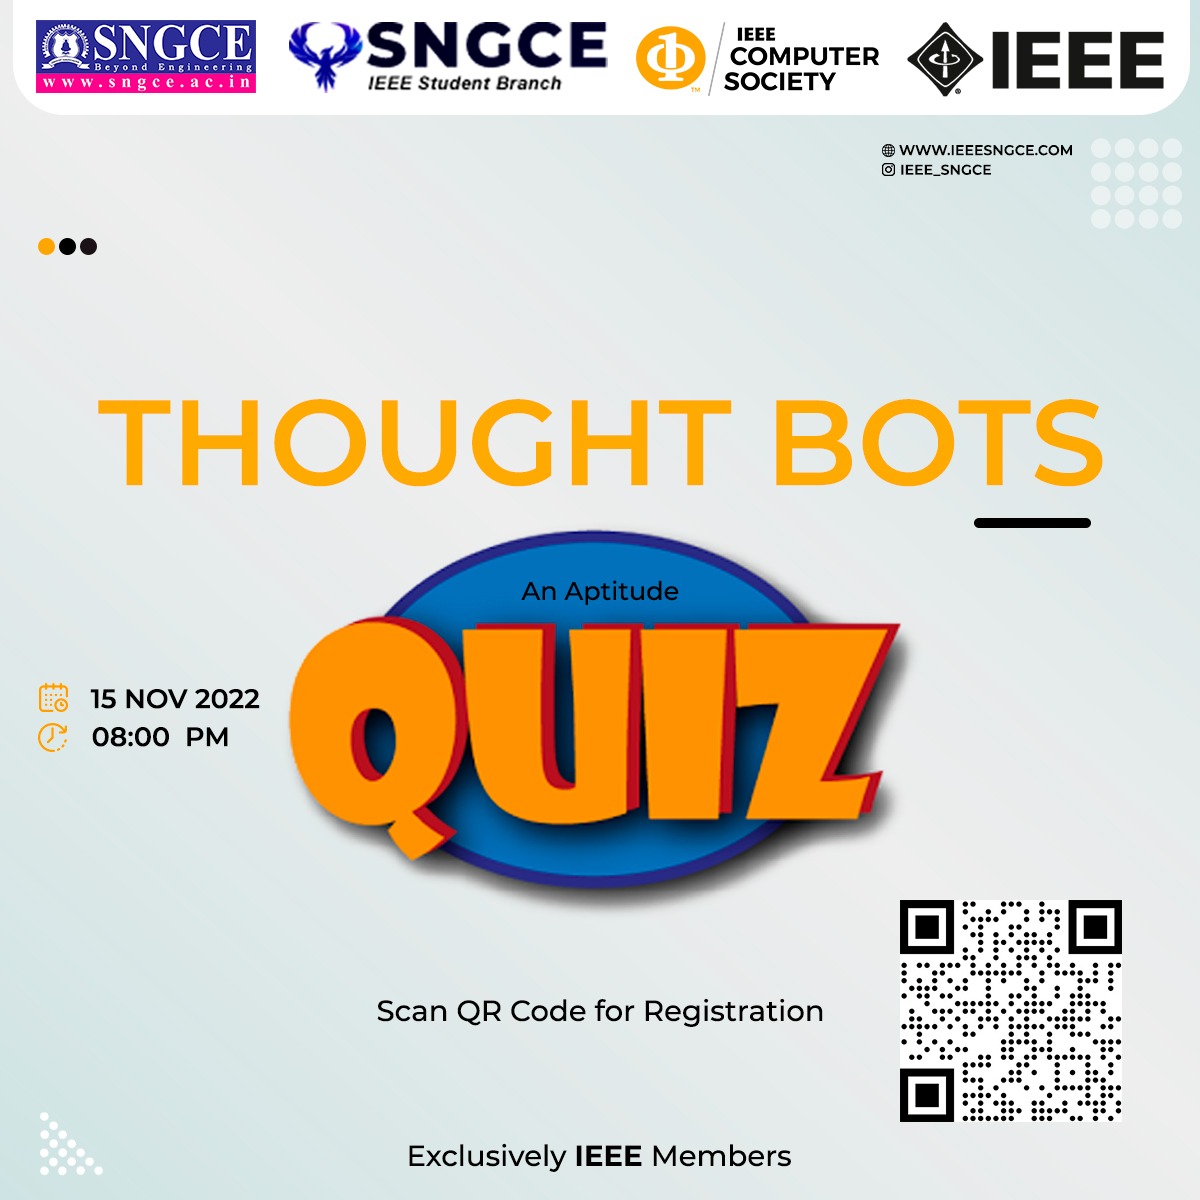 SNGCE
Beyond Engineering
www.sngce.ac.in
SNGCE
IEEE Student Branch
IEEE
COMPUTER
SOCIETY
TM
IEEE
WWW.IEEESNGCE.COM
IEEE_SNGCE
THOUGHT BOTS
An Aptitude
QUIZ
15 NOV 2022
08:00 PM
Scan QR Code for Registration
Exclusively IEEE Members